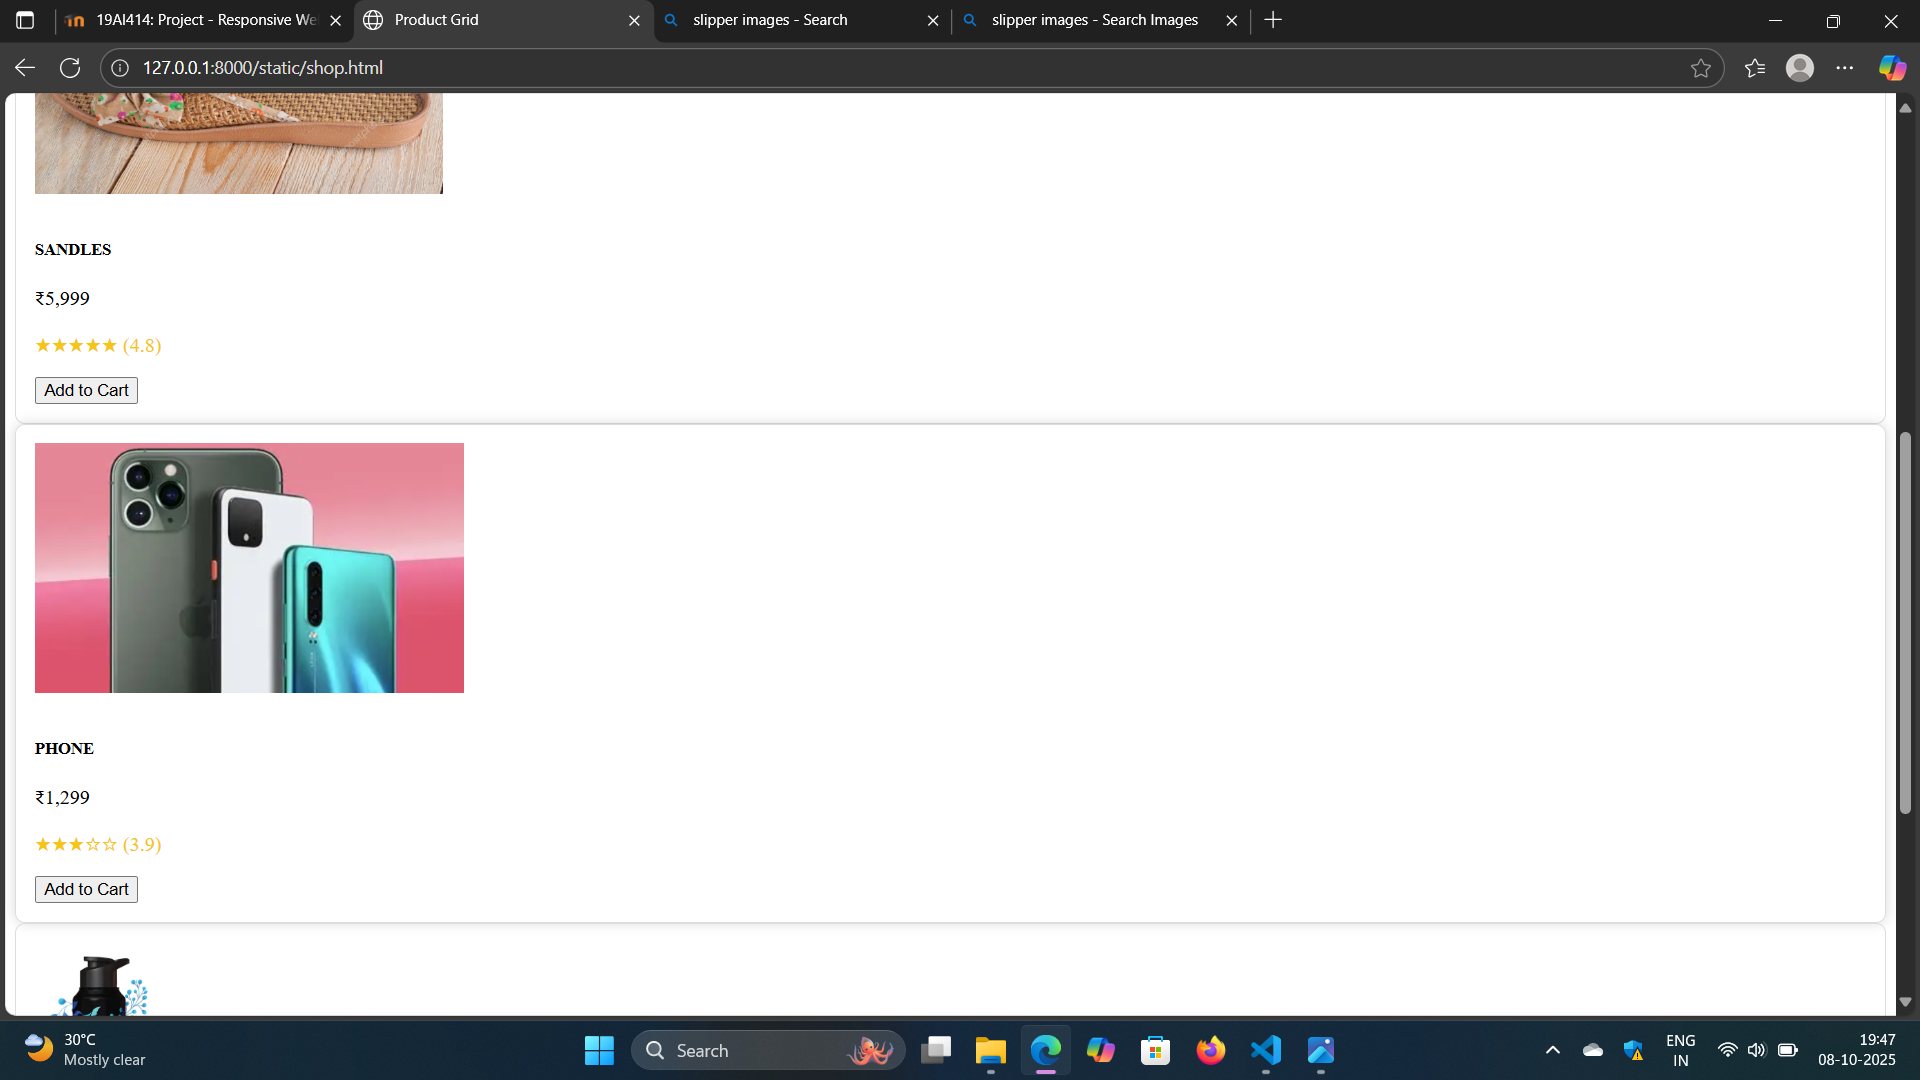 19AI414: Project - Responsive We
Product Grid
slipper images - Search
slipper images - Search Images
127.0.0.1:8000/static/shop.html
SANDLES
₹5,999
★★★★★ (4.8)
Add to Cart
PHONE
₹1,299
★★★☆☆ (3.9)
Add to Cart
30°C
Mostly clear
Search
ENG
IN
19:47
08-10-2025